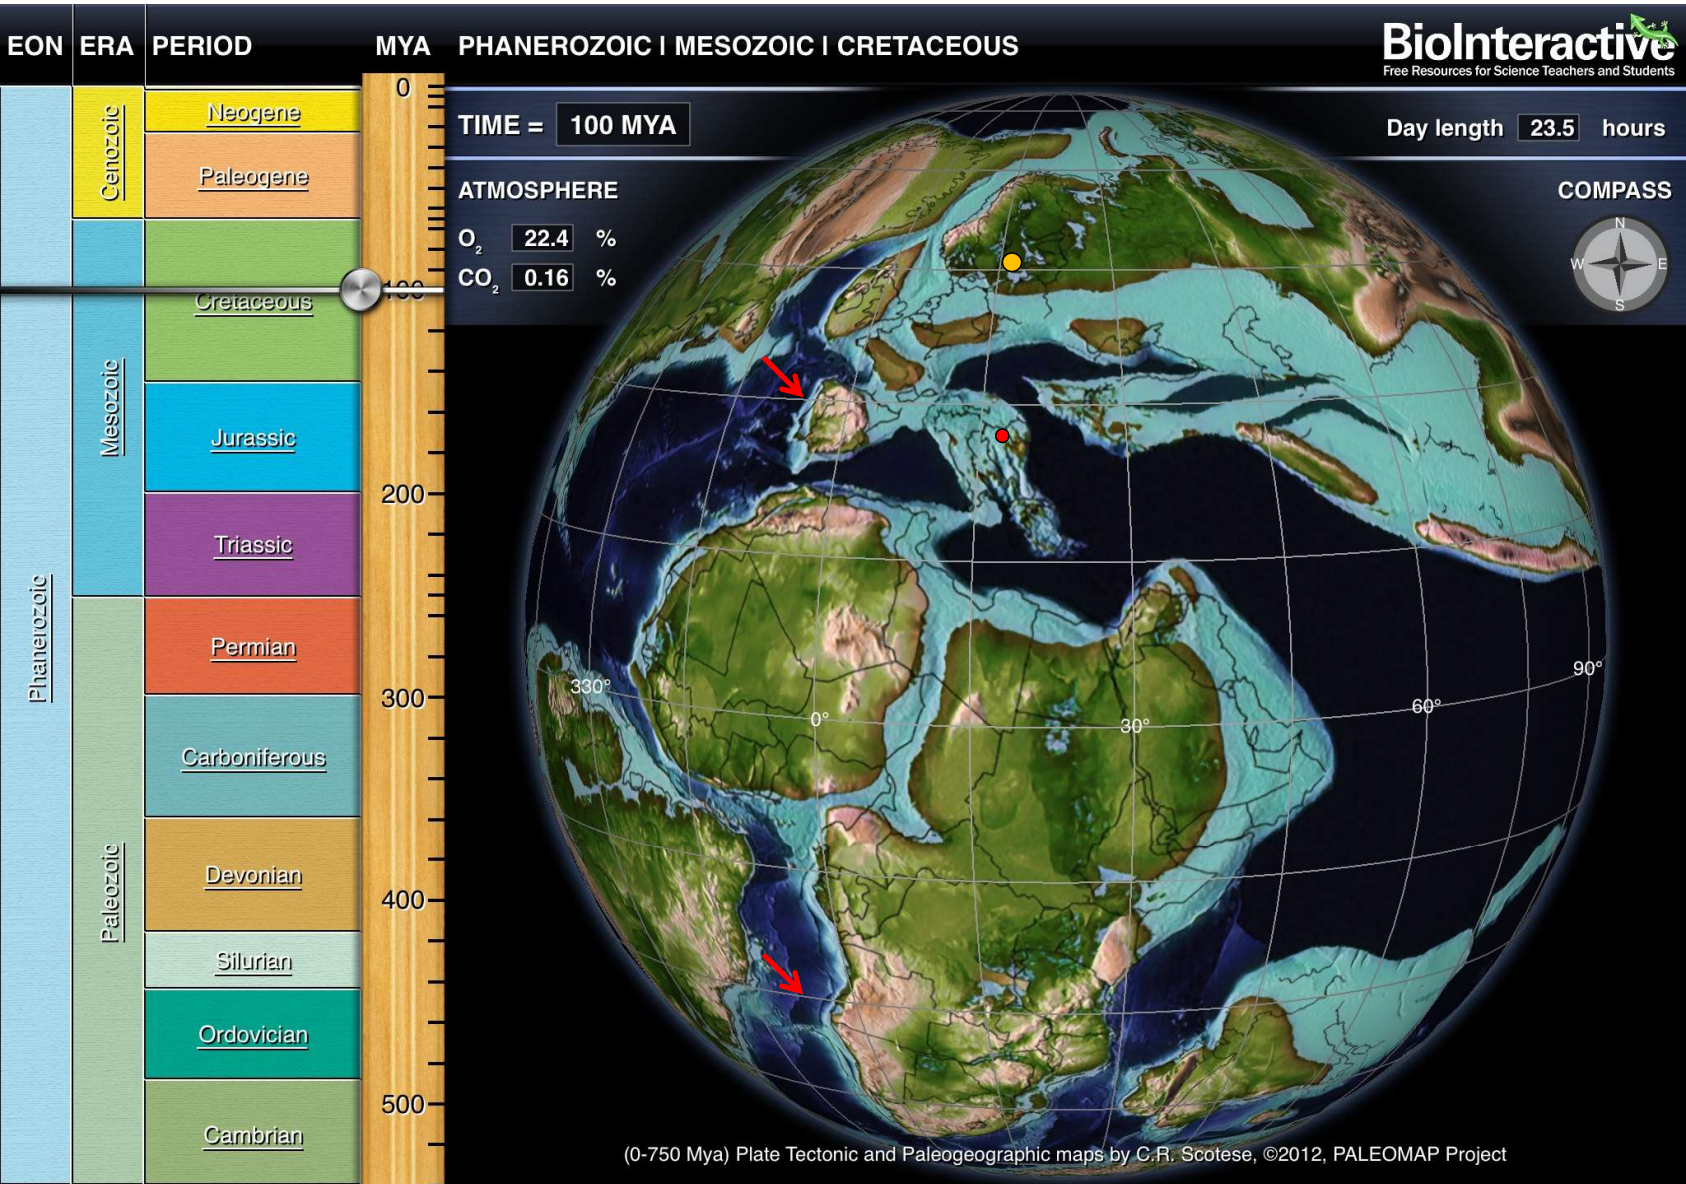 EON ERA PERIOD MYA PHANEROZOIC | MESOZOIC | CRETACEOUS
BioInteractive
Free Resources for Science Teachers and Students
TIME = 100 MYA
Day length 23.5 hours
ATMOSPHERE
O2 22.4 %
CO2 0.16 %
COMPASS
N
W E
S
Phanerozoic
Cenozoic
Mesozoic
Paleozoic
Neogene
Paleogene
Cretaceous
Jurassic
Triassic
Permian
Carboniferous
Devonian
Silurian
Ordovician
Cambrian
0
100
200
300
400
500
330°
0°
30°
60°
90°
(0-750 Mya) Plate Tectonic and Paleogeographic maps by C.R. Scotese, ©2012, PALEOMAP Project